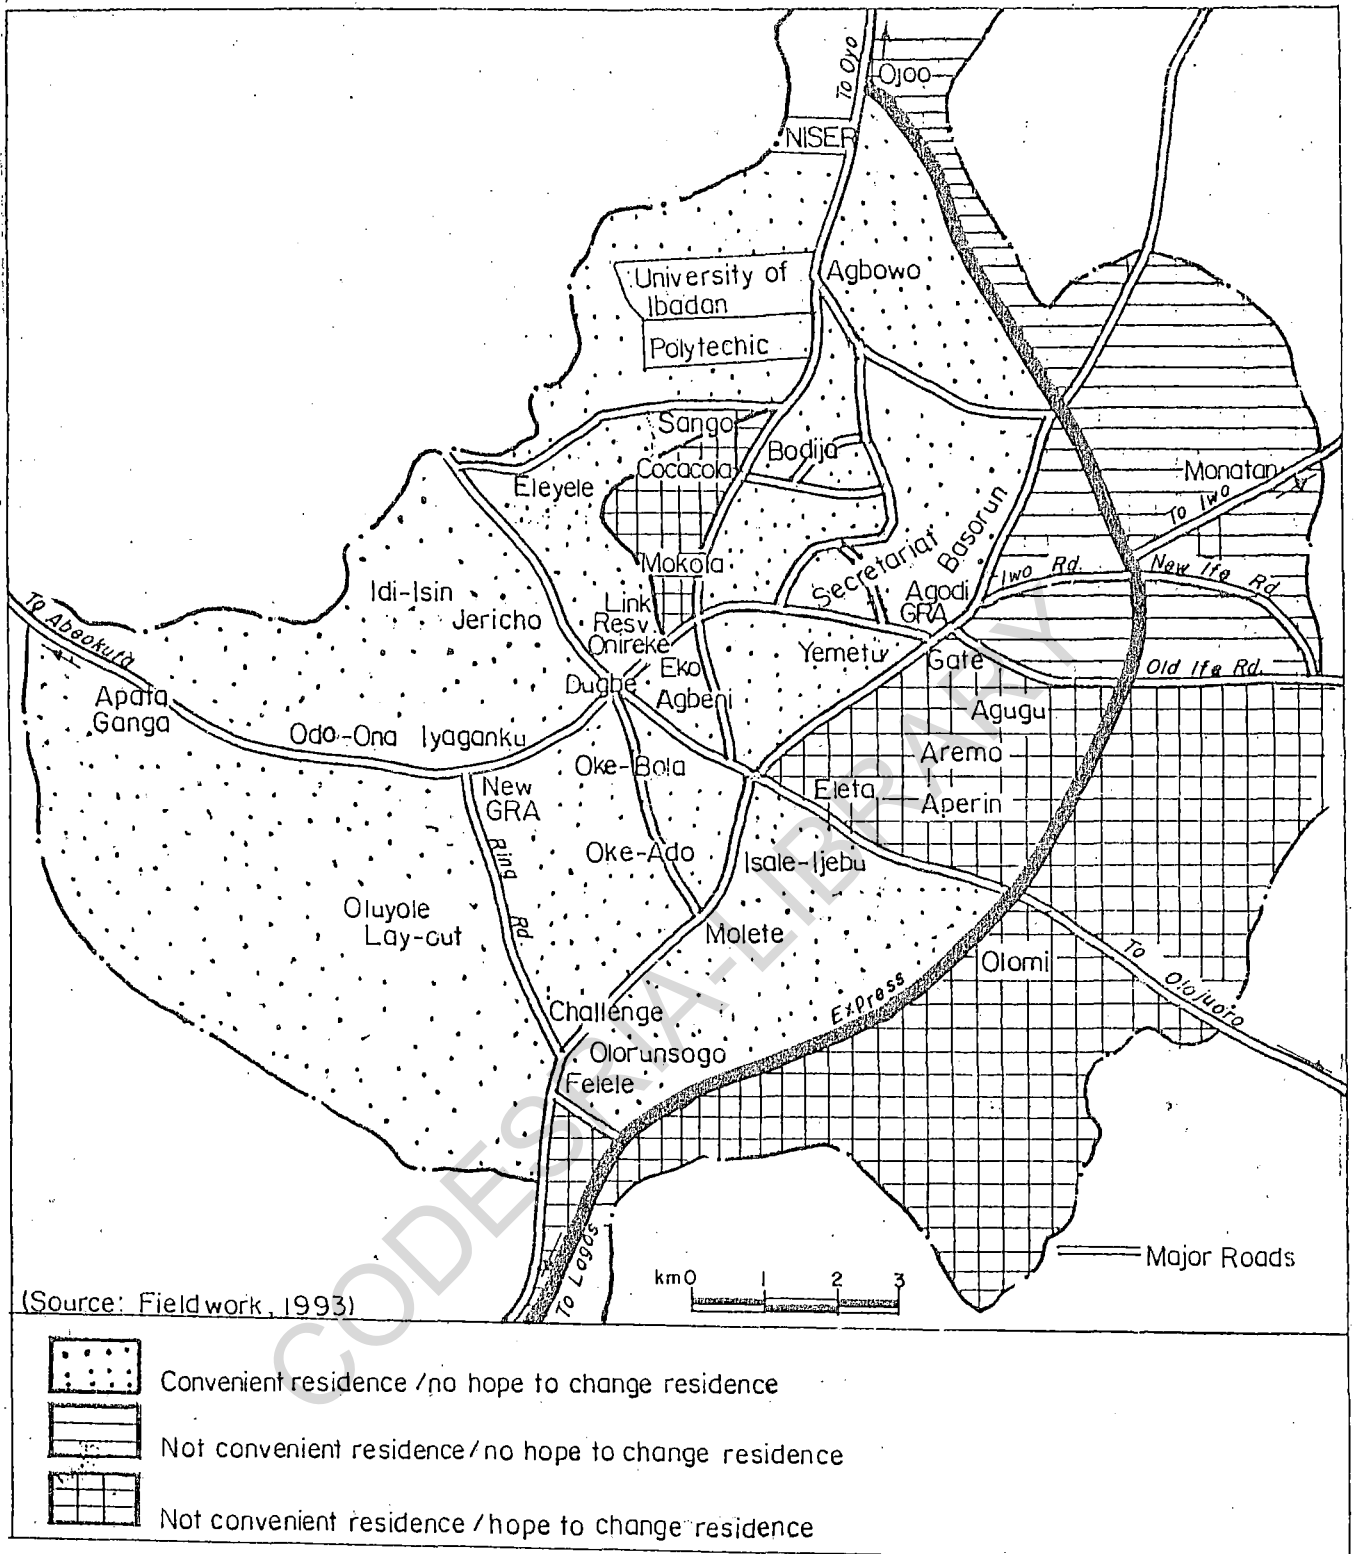 To Oyo
Ojoo
NISER
University of
Ibadan
Agbowo
Polytechic
Sango
Bodija
Cocacola
Monatan
Eleyele
To Iwo
Basorun
Mokola
Secretariat
Iwo Rd.
New Ife Rd
Idi-Isin
Agodi
GRA
Jericho
Link
Resv.
Onireke
To Abeokuta
Yemetu
Gate
Old Ife Rd.
Eko
Dugbe
Agbeni
Apata
Ganga
Agugu
Odo-Ona
Iyaganku
Aremo
Oke-Bola
New
GRA
Eleta
Aperin
Ring
Rd.
Oke-Ado
Isale-Ijebu
Oluyole
Lay-out
Molete
Olomi
To Olojuoro
Express
Challenge
Olorunsogo
Felele
To Lagos
Major Roads
km0 1 2 3
(Source: Fieldwork, 1993)
Convenient residence /no hope to change residence
Not convenient residence/no hope to change residence
Not convenient residence /hope to change residence
CODESRIA-LIBRARY